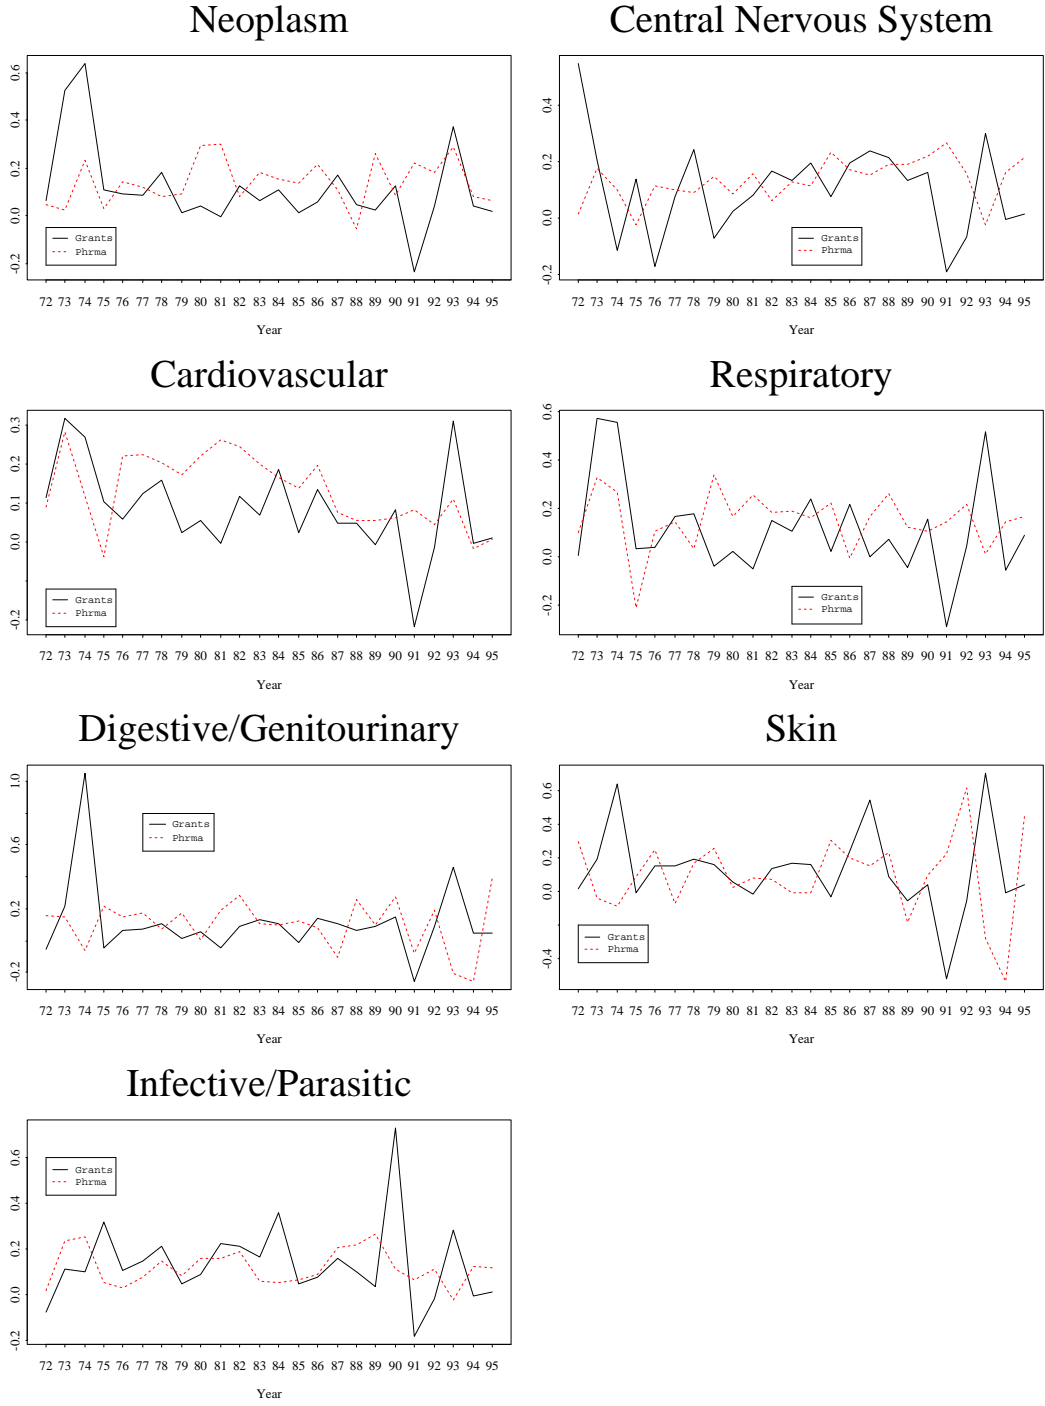 Neoplasm
0.6
0.4
0.2
0.0
-0.2
Grants
Phrma
72 73 74 75 76 77 78 79 80 81 82 83 84 85 86 87 88 89 90 91 92 93 94 95
Year
Central Nervous System
0.4
0.2
0.0
-0.2
Grants
Phrma
72 73 74 75 76 77 78 79 80 81 82 83 84 85 86 87 88 89 90 91 92 93 94 95
Year
Cardiovascular
0.3
0.2
0.1
0.0
-0.2
Grants
Phrma
72 73 74 75 76 77 78 79 80 81 82 83 84 85 86 87 88 89 90 91 92 93 94 95
Year
Respiratory
0.6
0.4
0.2
0.0
-0.2
Grants
Phrma
72 73 74 75 76 77 78 79 80 81 82 83 84 85 86 87 88 89 90 91 92 93 94 95
Year
Digestive/Genitourinary
1.0
0.6
0.2
-0.2
Grants
Phrma
72 73 74 75 76 77 78 79 80 81 82 83 84 85 86 87 88 89 90 91 92 93 94 95
Year
Skin
0.6
0.4
0.2
0.0
-0.4
Grants
Phrma
72 73 74 75 76 77 78 79 80 81 82 83 84 85 86 87 88 89 90 91 92 93 94 95
Year
Infective/Parasitic
0.6
0.4
0.2
0.0
-0.2
Grants
Phrma
72 73 74 75 76 77 78 79 80 81 82 83 84 85 86 87 88 89 90 91 92 93 94 95
Year